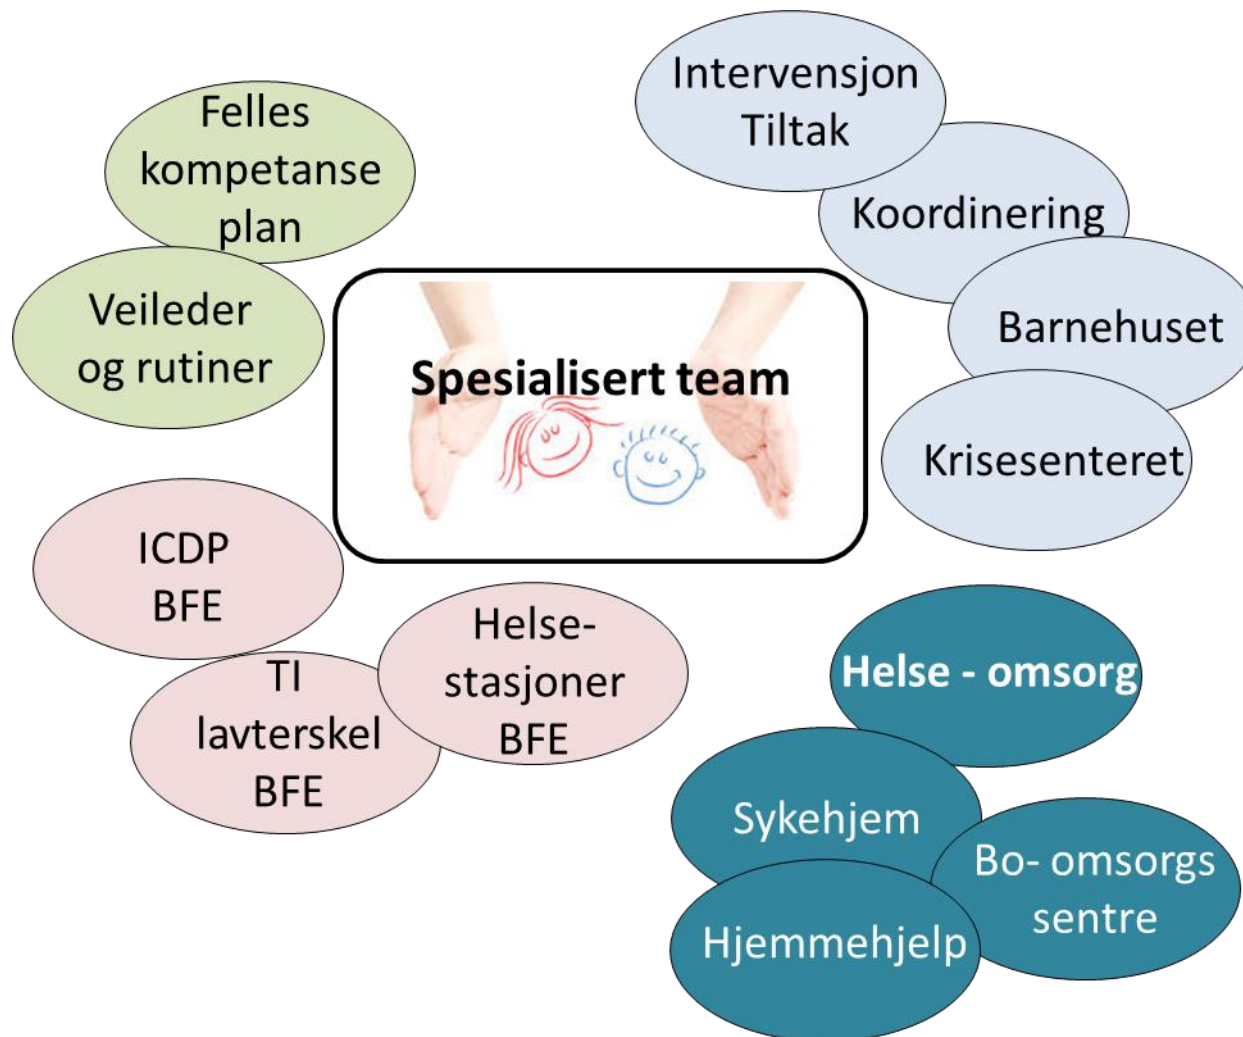 Felles
kompetanse
plan
Veileder
og rutiner
Intervensjon
Tiltak
Koordinering
Barnehuset
Krisesenteret
Spesialisert team
ICDP
BFE
TI
lavterskel
BFE
Helse-
stasjoner
BFE
Helse - omsorg
Sykehjem
Bo- omsorgs
sentre
Hjemmehjelp